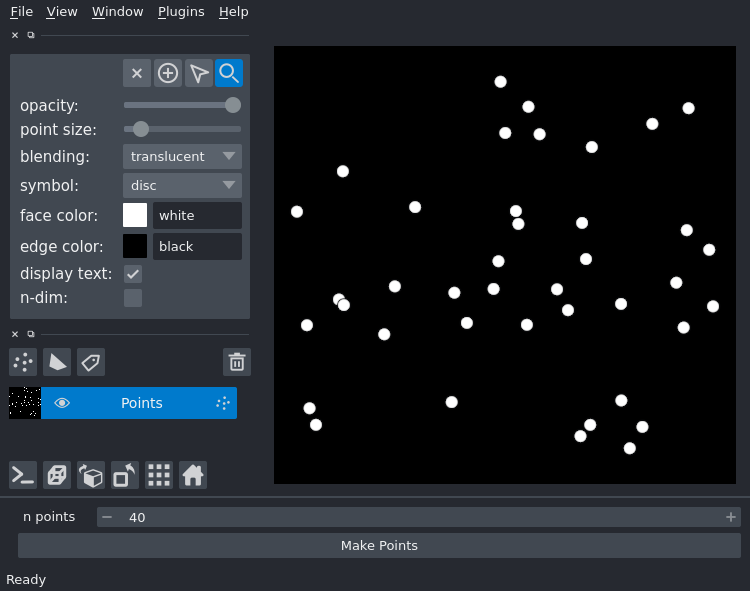 File View Window Plugins Help
opacity:
point size:
blending: translucent
symbol: disc
face color: white
edge color: black
display text:
n-dim:
Points
n points 40
Make Points
Ready